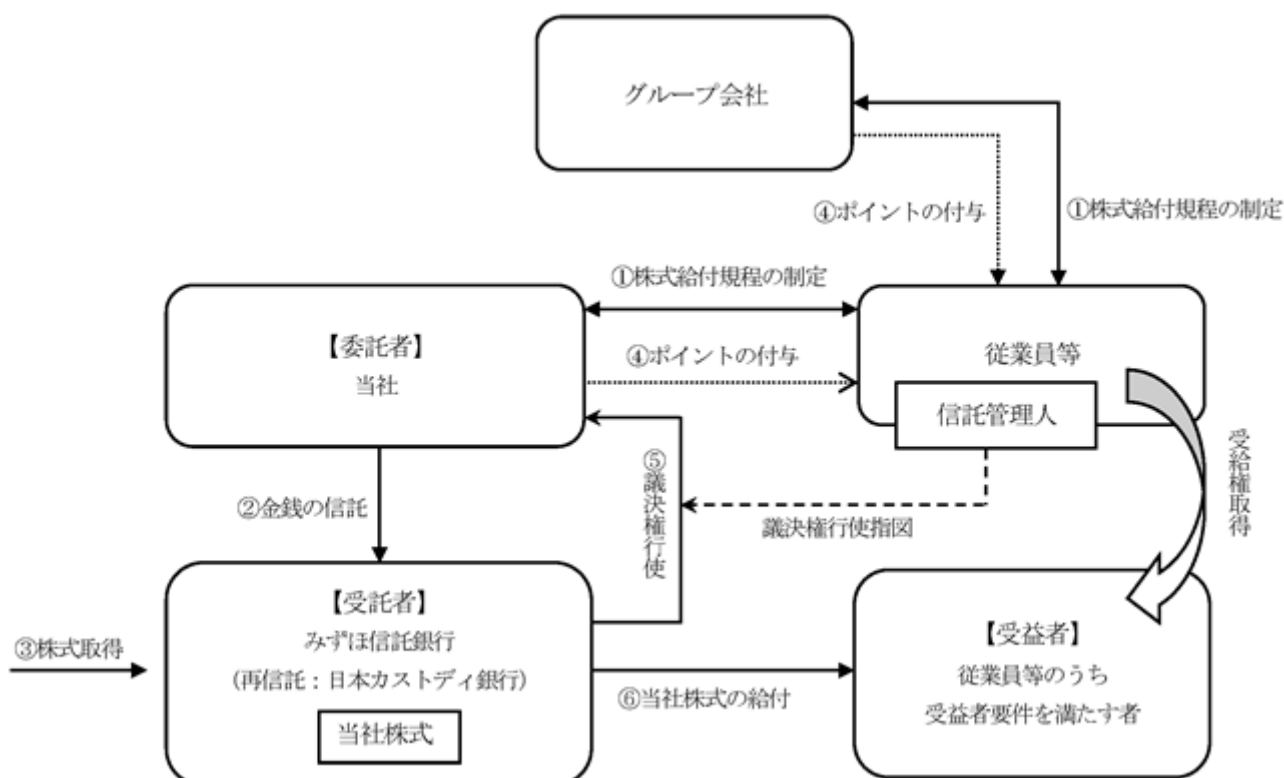 グループ会社
④ポイントの付与
①株式給付規程の制定
①株式給付規程の制定
【委託者】
当社
④ポイントの付与
従業員等
信託管理人
②金銭の信託
⑤議決権行使
議決権行使指図
受給権取得
【受託者】
みずほ信託銀行
(再信託：日本カストディ銀行)
当社株式
③株式取得
⑥当社株式の給付
【受益者】
従業員等のうち
受益者要件を満たす者